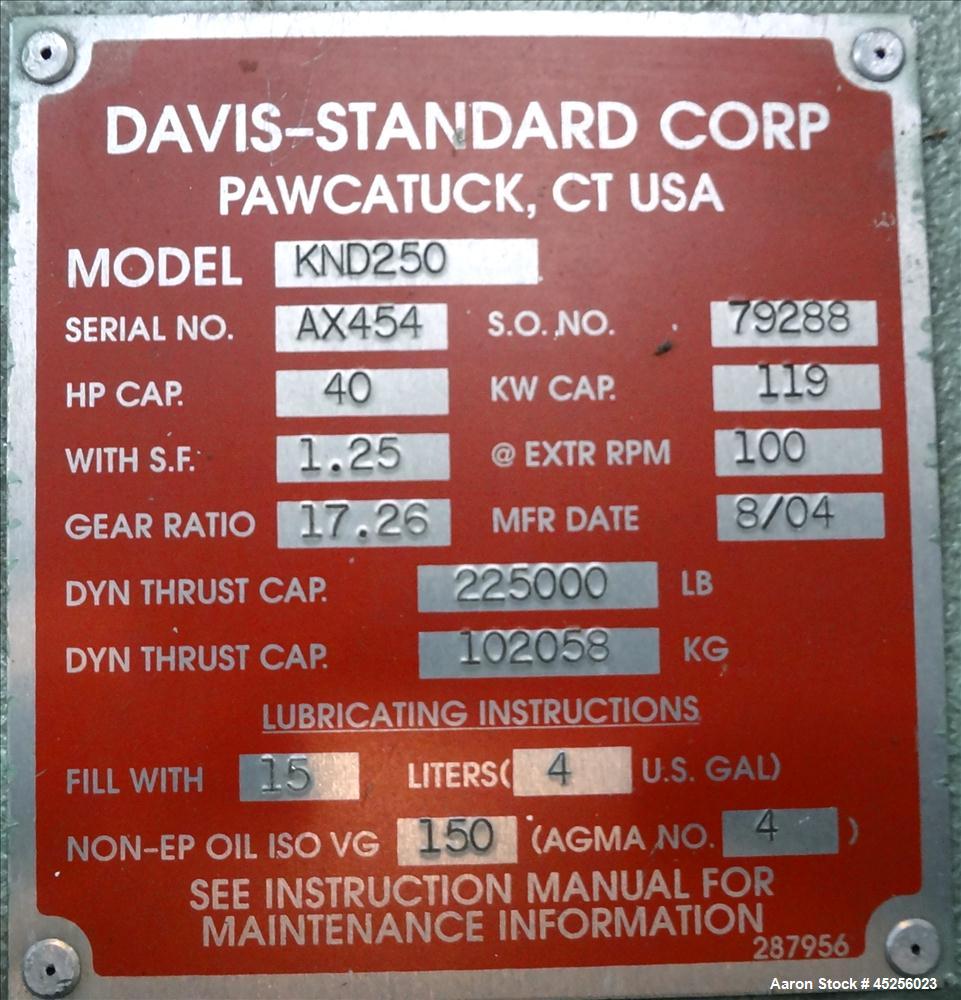 DAVIS-STANDARD CORP
PAWCATUCK, CT USA
MODEL KND250
SERIAL NO. AX454 S.O. NO. 79288
HP CAP. 40 KW CAP. 119
WITH S.F. 1.25 @ EXTR RPM 100
GEAR RATIO 17.26 MFR DATE 8/04
DYN THRUST CAP. 225000 LB
DYN THRUST CAP. 102058 KG
LUBRICATING INSTRUCTIONS
FILL WITH 15 LITERS( 4 U.S. GAL)
NON-EP OIL ISO VG 150 (AGMA NO. 4 )
SEE INSTRUCTION MANUAL FOR
MAINTENANCE INFORMATION
287956
Aaron Stock # 45256023